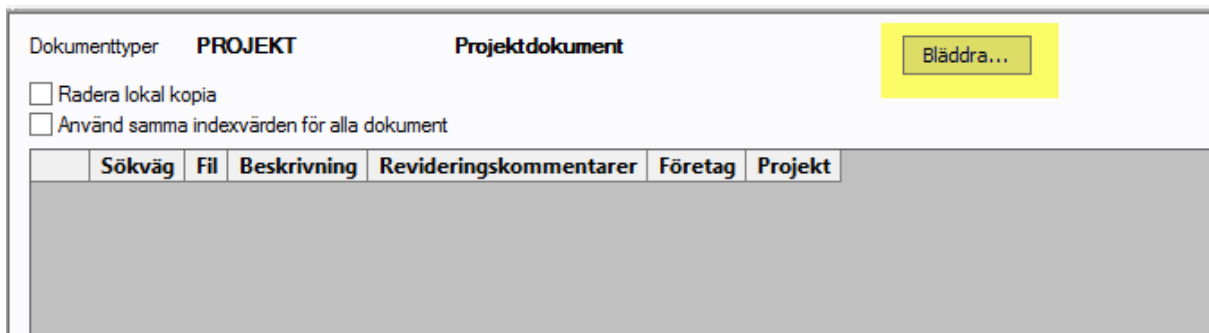 Dokumenttyper PROJEKT Projektdokument Bläddra...
Radera lokal kopia
Använd samma indexvärden för alla dokument
Sökväg Fil Beskrivning Revideringskommentarer Företag Projekt